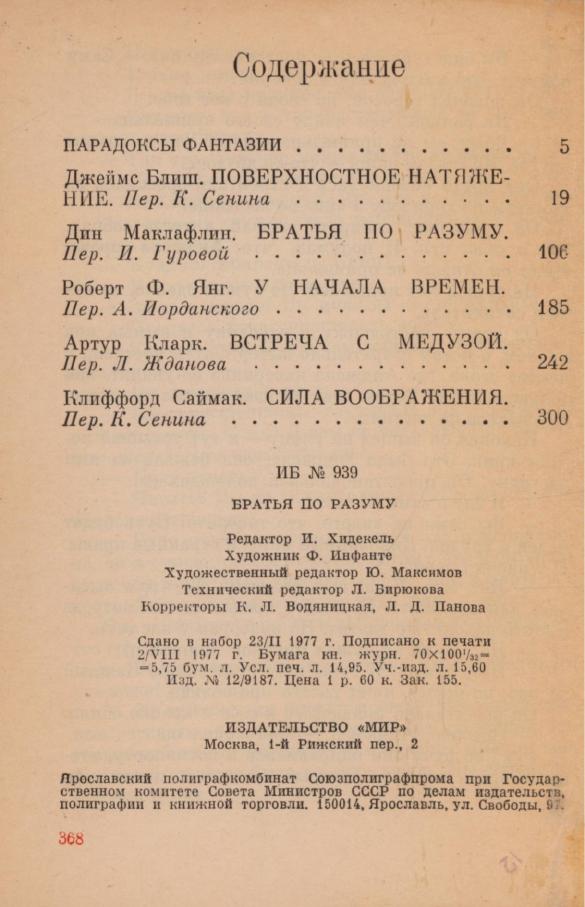 Содержание
ПАРАДОКСЫ ФАНТАЗИИ . . . . . . . . . . . 5
Джеймс Блиш. ПОВЕРХНОСТНОЕ НАТЯЖЕ-
НИЕ. Пер. К. Сенина . . . . . . . . . . . 19
Дин Маклафлин. БРАТЬЯ ПО РАЗУМУ.
Пер. И. Гуровой . . . . . . . . . . . . . 106
Роберт Ф. Янг. У НАЧАЛА ВРЕМЕН.
Пер. А. Иорданского . . . . . . . . . . . . 185
Артур Кларк. ВСТРЕЧА С МЕДУЗОЙ.
Пер. Л. Жданова . . . . . . . . . . . . . 242
Клиффорд Саймак. СИЛА ВООБРАЖЕНИЯ.
Пер. К. Сенина . . . . . . . . . . . . . . 300
ИБ № 939
БРАТЬЯ ПО РАЗУМУ
Редактор И. Хидекель
Художник Ф. Инфанте
Художественный редактор Ю. Максимов
Технический редактор Л. Бирюкова
Корректоры К. Л. Водяницкая, Л. Д. Панова
Сдано в набор 23/II 1977 г. Подписано к печати
2/VIII 1977 г. Бумага кн. журн. 70×100¹/₃₂=
=5,75 бум. л. Усл. печ. л. 14,95. Уч.-изд. л. 15,60
Изд. № 12/9187. Цена 1 р. 60 к. Зак. 155.
ИЗДАТЕЛЬСТВО «МИР»
Москва, 1-й Рижский пер., 2
Ярославский полиграфкомбинат Союзполиграфпрома при Государ-
ственном комитете Совета Министров СССР по делам издательств,
полиграфии и книжной торговли. 150014, Ярославль, ул. Свободы, 97.
368